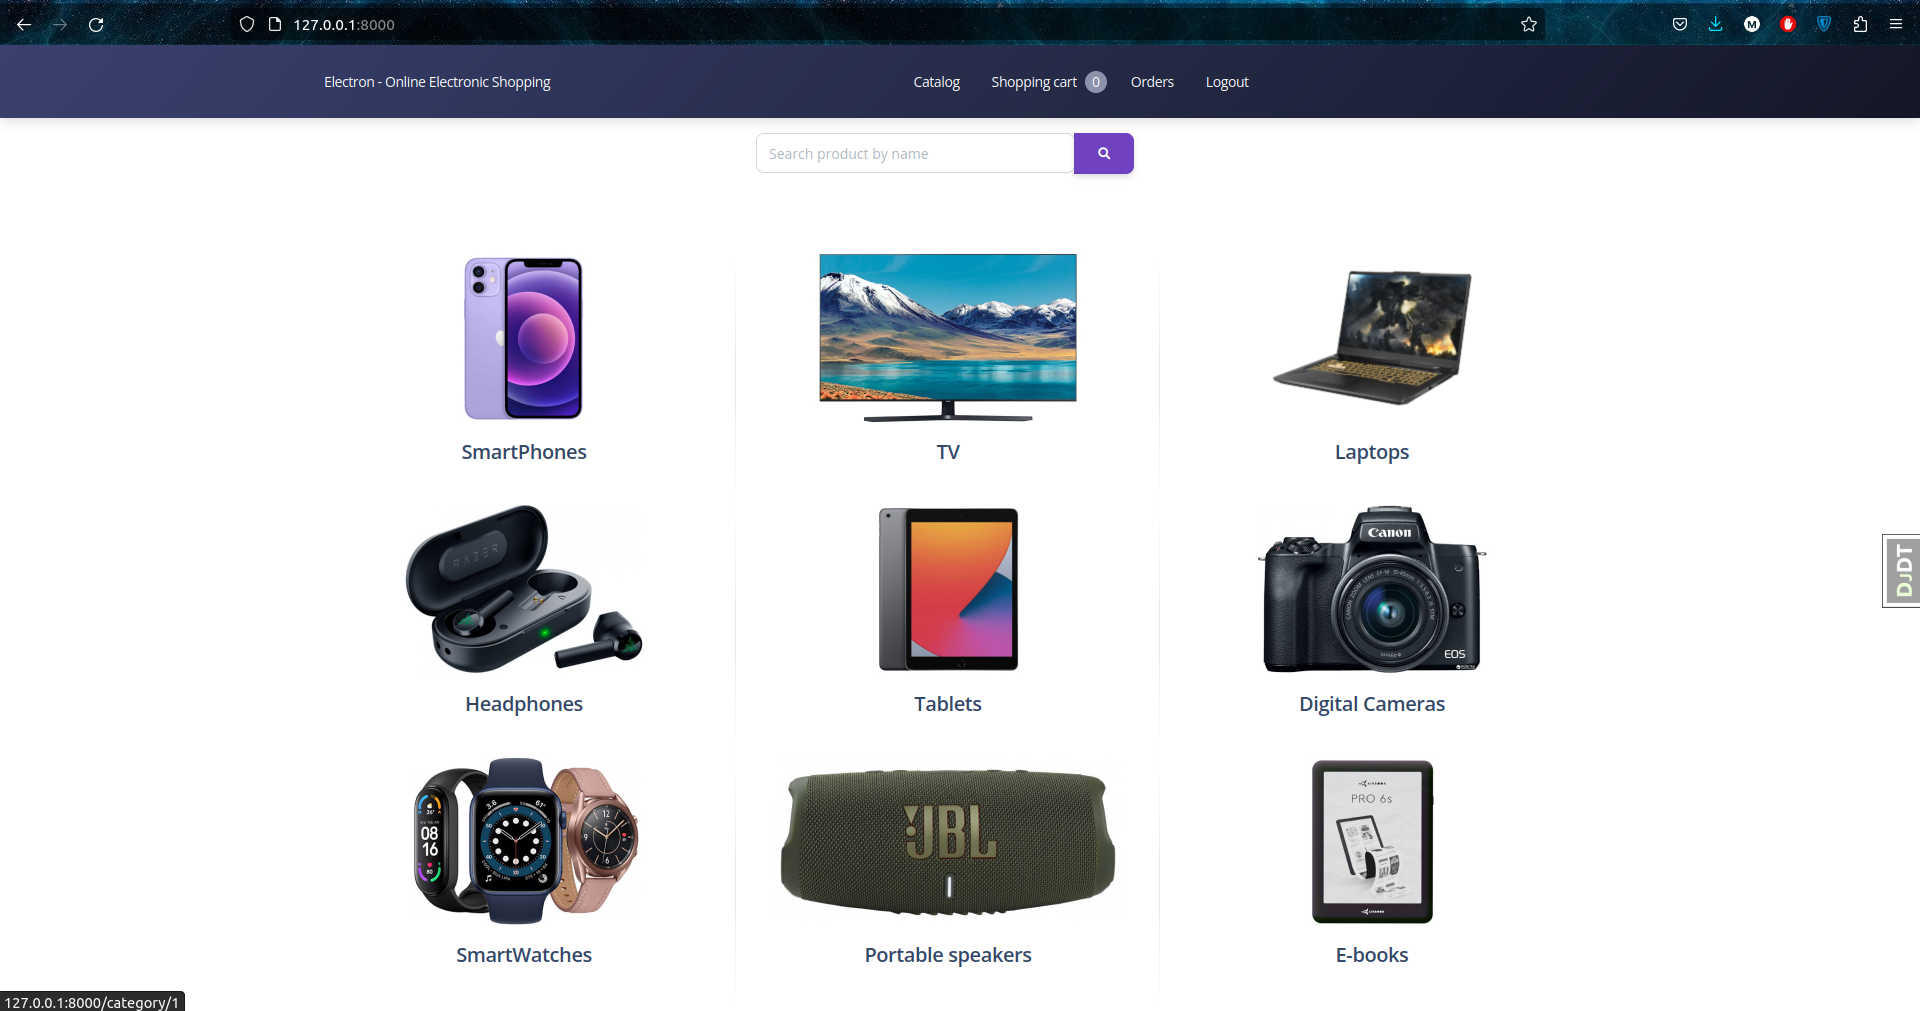 127.0.0.1:8000
Electron - Online Electronic Shopping
Catalog
Shopping cart 0
Orders
Logout
Search product by name
SmartPhones
TV
Laptops
RAZER
Canon
EOS
Headphones
Tablets
Digital Cameras
DJDT
08
16
JBL
PRO 6s
SmartWatches
Portable speakers
E-books
127.0.0.1:8000/category/1